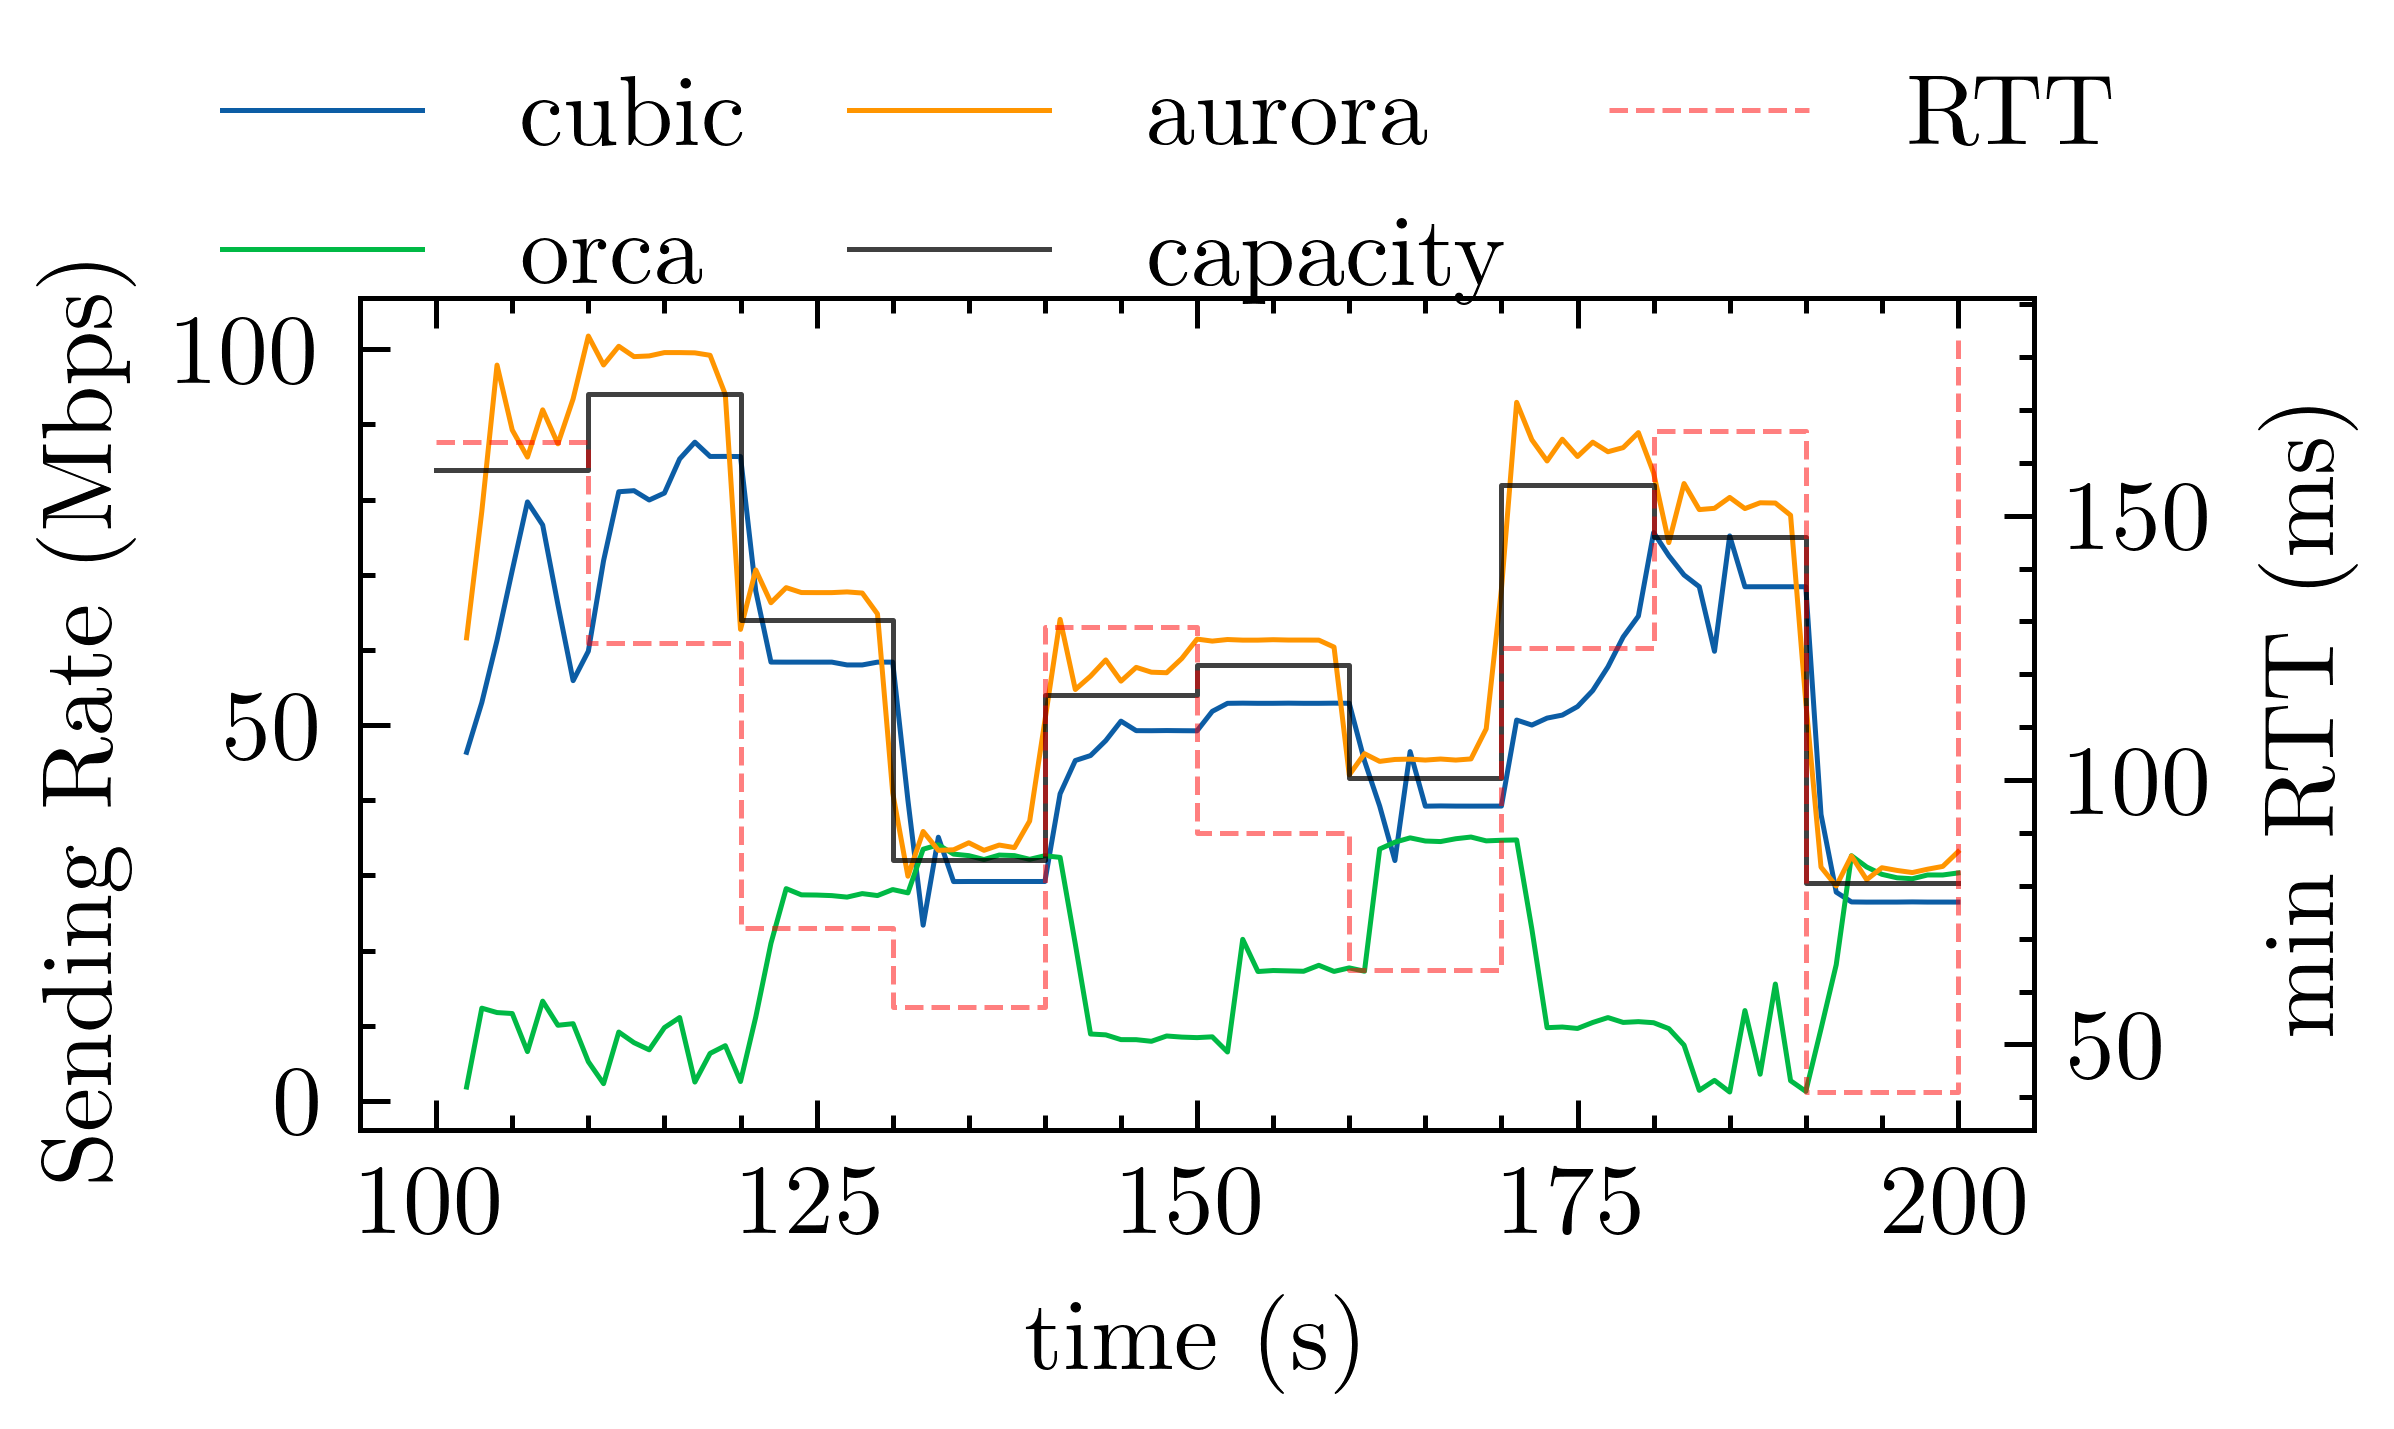 cubic aurora RTT
orca capacity
Sending Rate (Mbps)
100
50
0
150
100
50
min RTT (ms)
100 125 150 175 200
time (s)